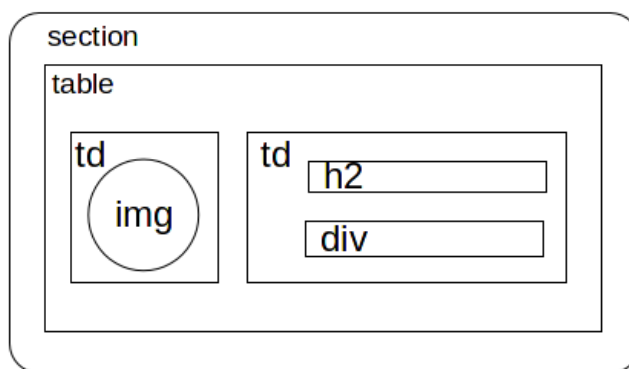 section
table
td
img
td
h2
div